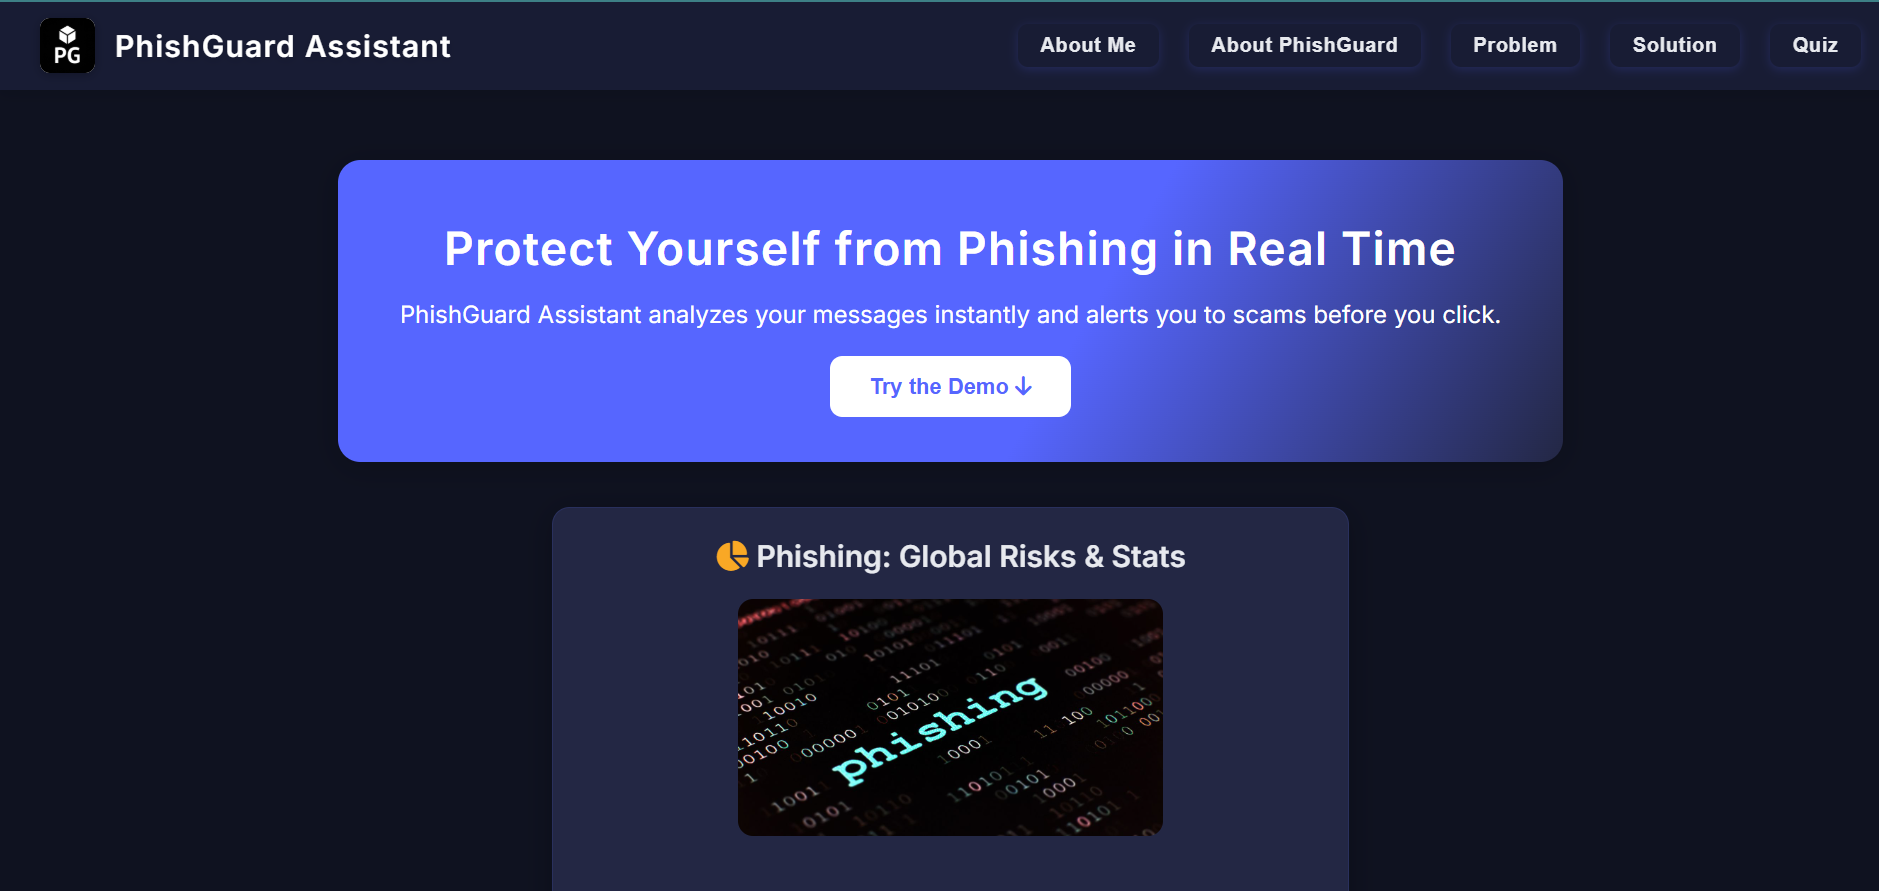 PG
PhishGuard Assistant
About Me
About PhishGuard
Problem
Solution
Quiz
Protect Yourself from Phishing in Real Time
PhishGuard Assistant analyzes your messages instantly and alerts you to scams before you click.
Try the Demo
Phishing: Global Risks & Stats
phishing